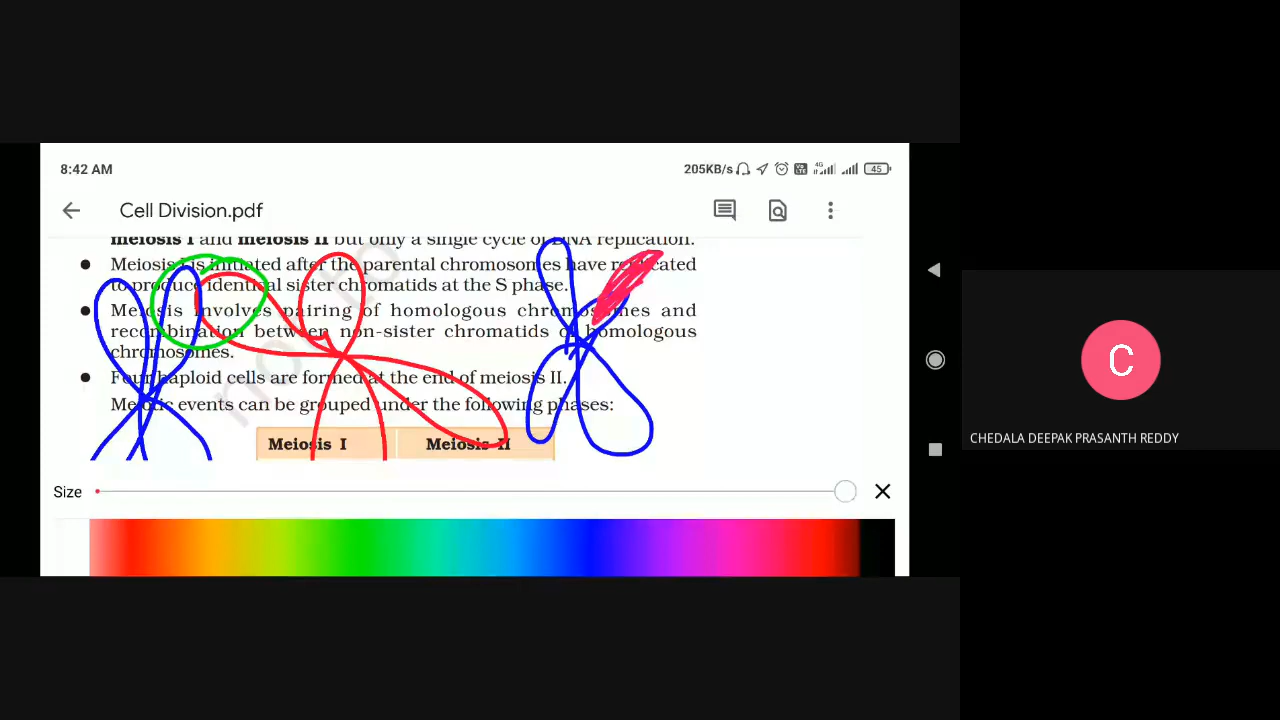 8:42 AM
205KB/s
4G
45
Cell Division.pdf
meiosis I and meiosis II but only a single cycle of DNA replication.
● Meiosis I is initiated after the parental chromosomes have replicated
to produce identical sister chromatids at the S phase.
● Meiosis involves pairing of homologous chromosomes and
recombination between non-sister chromatids of homologous
chromosomes.
● Four haploid cells are formed at the end of meiosis II.
Meiotic events can be grouped under the following phases:
Meiosis I
Meiosis II
Size
C
CHEDALA DEEPAK PRASANTH REDDY